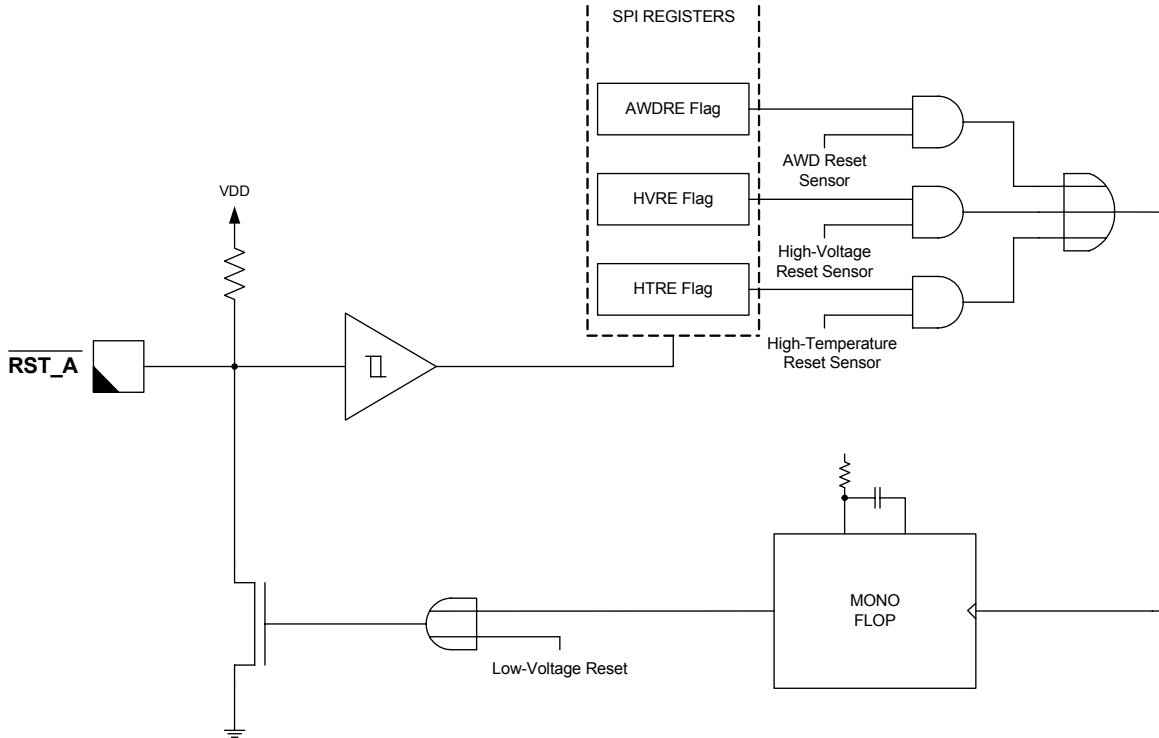 SPI REGISTERS
AWDRE Flag
AWD Reset
Sensor
VDD
HVRE Flag
High-Voltage
Reset Sensor
HTRE Flag
High-Temperature
Reset Sensor
RST_A
MONO
FLOP
Low-Voltage Reset